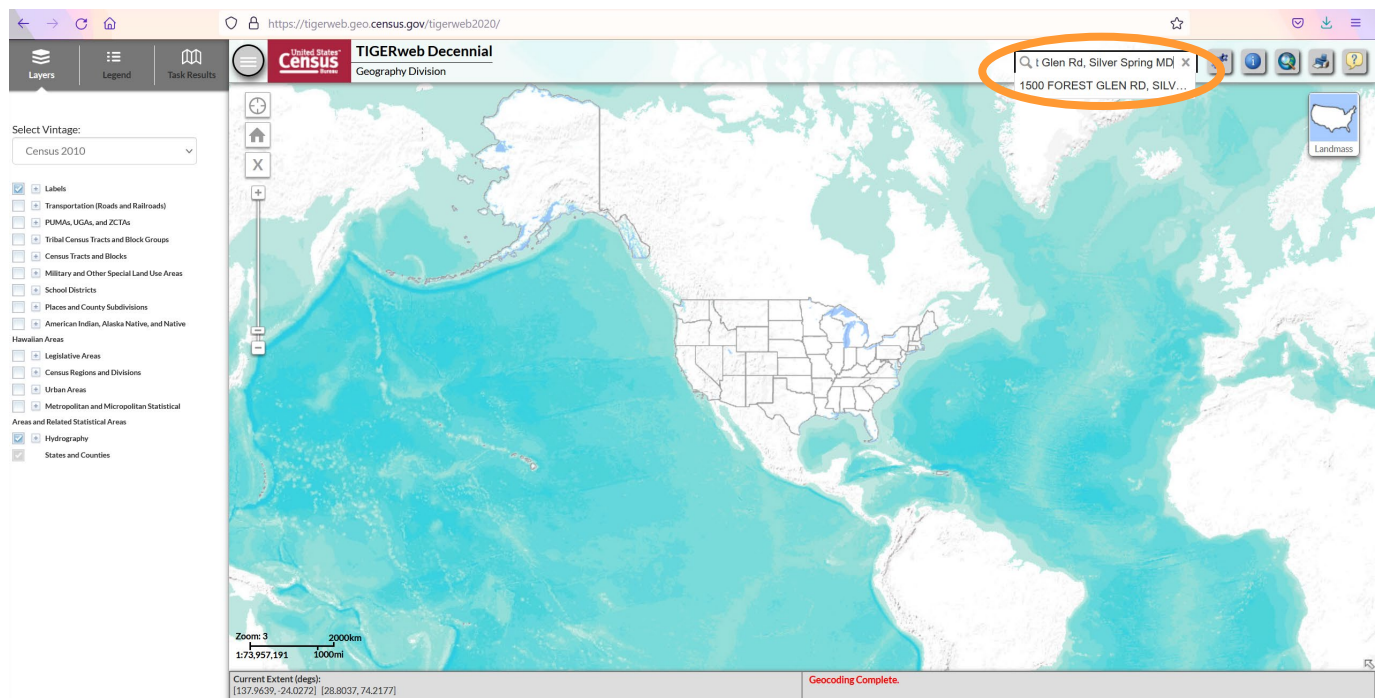 https://tigerweb.geo.census.gov/tigerweb2020/
Layers
Legend
Task Results
United States®
Census
Bureau
TIGERweb Decennial
Geography Division
t Glen Rd, Silver Spring MD
1500 FOREST GLEN RD, SILV...
Landmass
Select Vintage:
Census 2010
Labels
Transportation (Roads and Railroads)
PUMAs, UGAs, and ZCTAs
Tribal Census Tracts and Block Groups
Census Tracts and Blocks
Military and Other Special Land Use Areas
School Districts
Places and County Subdivisions
American Indian, Alaska Native, and Native
Hawaiian Areas
Legislative Areas
Census Regions and Divisions
Urban Areas
Metropolitan and Micropolitan Statistical
Areas and Related Statistical Areas
Hydrography
States and Counties
Zoom: 3
2000km
1:73,957,191
1000mi
Current Extent (degs):
[137.9639,-24.0272] [28.8037,74.2177]
Geocoding Complete.